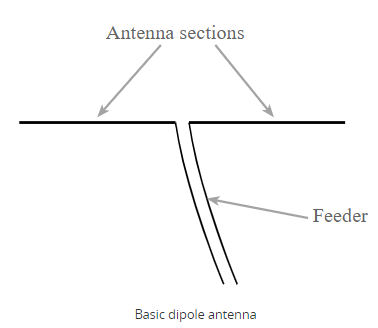 Antenna sections
Feeder
Basic dipole antenna